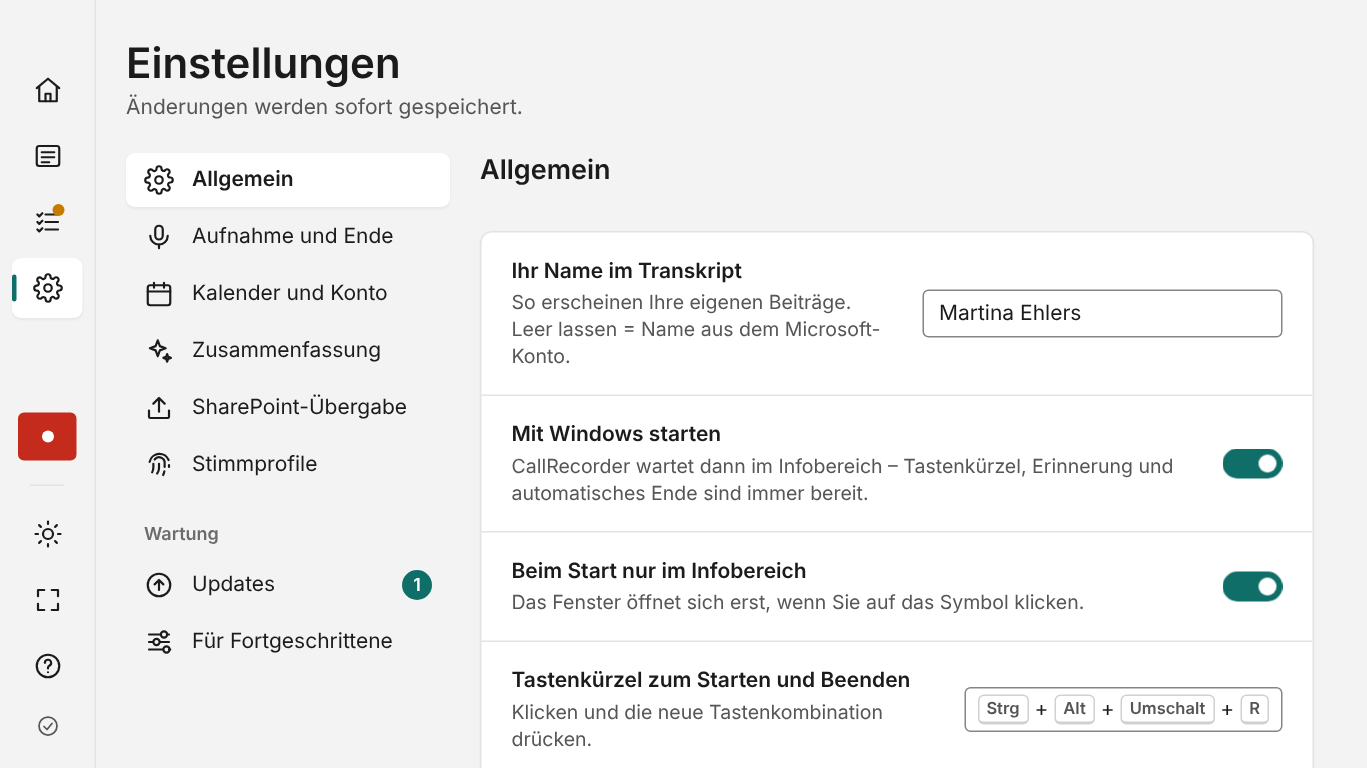 Einstellungen
Änderungen werden sofort gespeichert.
Allgemein
Aufnahme und Ende
Kalender und Konto
Zusammenfassung
SharePoint-Übergabe
Stimmprofile
Wartung
Updates 1
Für Fortgeschrittene
Allgemein
Ihr Name im Transkript
So erscheinen Ihre eigenen Beiträge.
Leer lassen = Name aus dem Microsoft-
Konto.
Martina Ehlers
Mit Windows starten
CallRecorder wartet dann im Infobereich – Tastenkürzel, Erinnerung und
automatisches Ende sind immer bereit.
Beim Start nur im Infobereich
Das Fenster öffnet sich erst, wenn Sie auf das Symbol klicken.
Tastenkürzel zum Starten und Beenden
Klicken und die neue Tastenkombination
drücken.
Strg + Alt + Umschalt + R